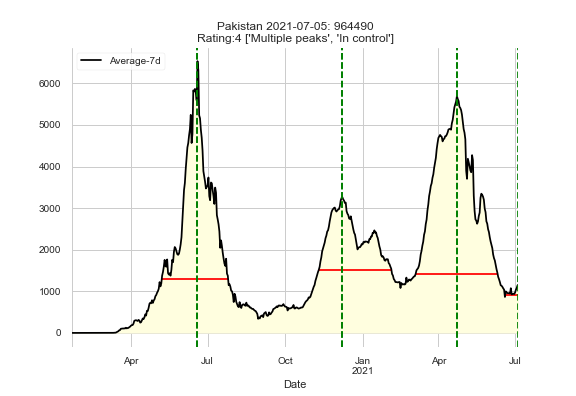 Pakistan 2021-07-05: 964490
Rating:4 ['Multiple peaks', 'In control']
Average-7d
6000
5000
4000
3000
2000
1000
0
Apr Jul Oct Jan Apr Jul
2021
Date